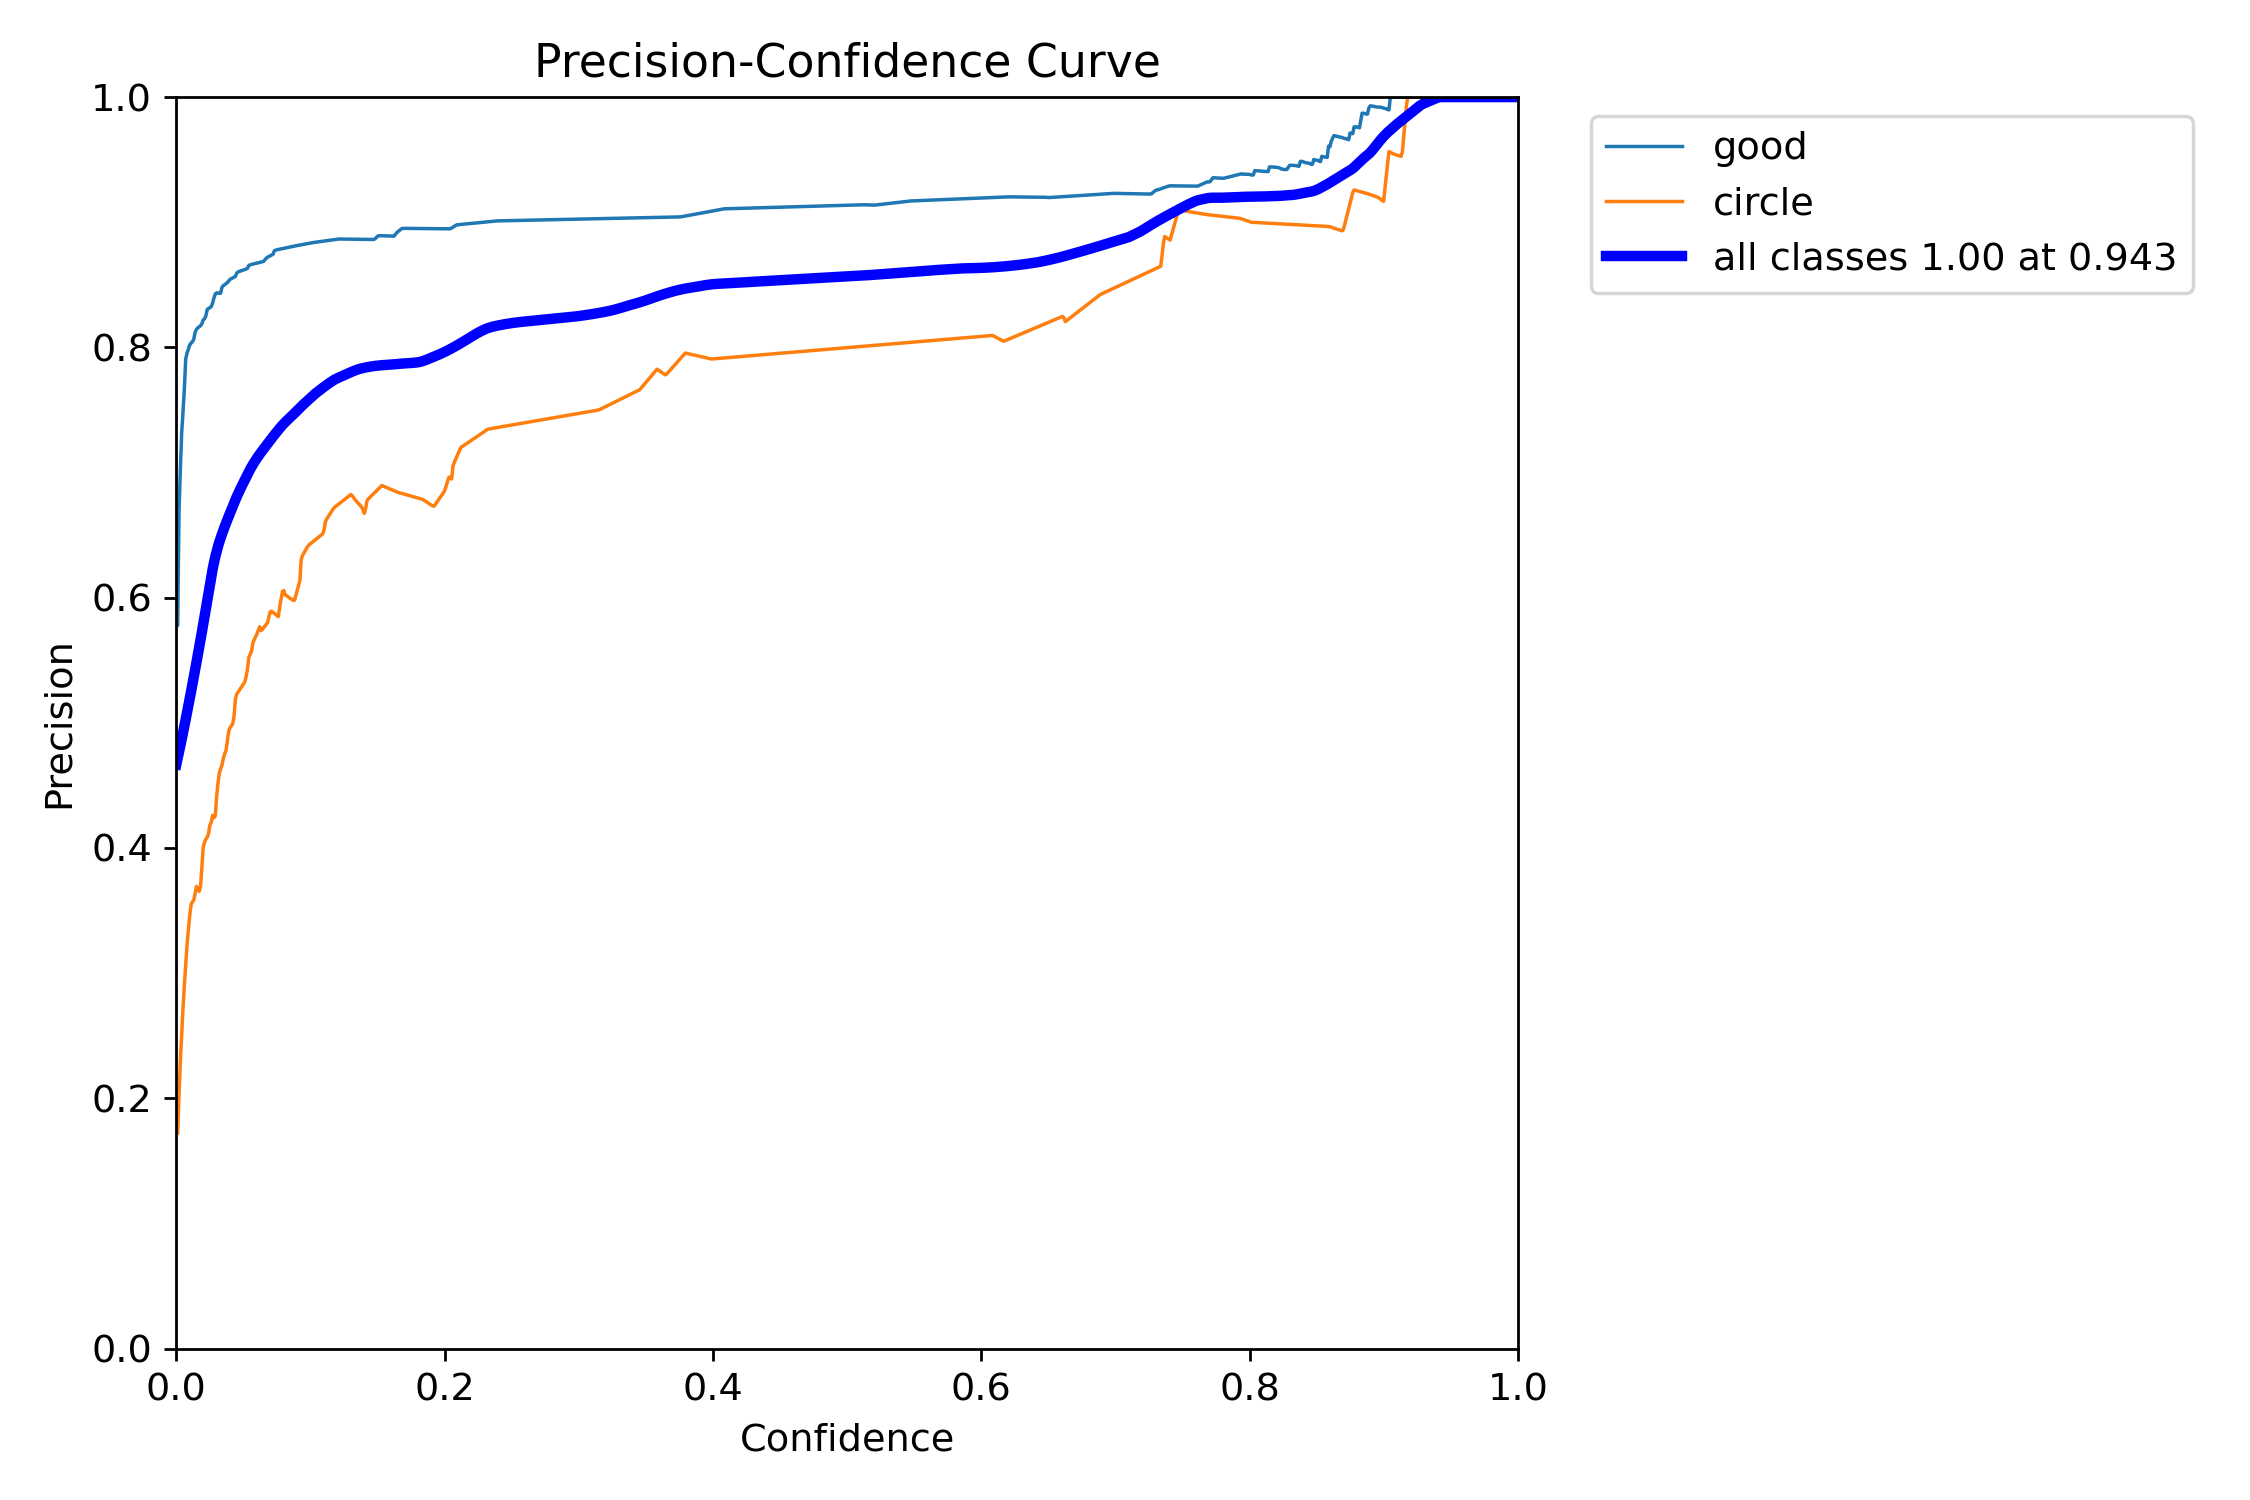 Precision-Confidence Curve
1.0
0.8
0.6
0.4
0.2
0.0
Precision
0.0 0.2 0.4 0.6 0.8 1.0
Confidence
good
circle
all classes 1.00 at 0.943